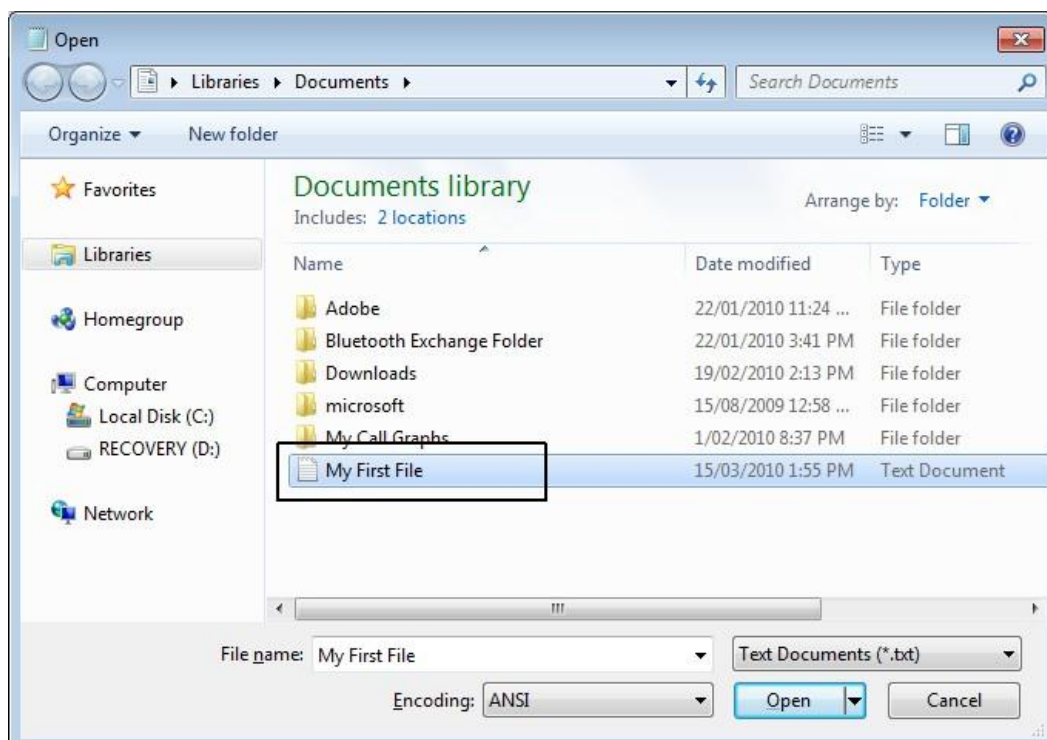 Open
Libraries Documents Search Documents
Organize New folder
Favorites
Libraries
Homegroup
Computer
Local Disk (C:)
RECOVERY (D:)
Network
Documents library
Includes: 2 locations
Arrange by: Folder
Name Date modified Type
Adobe 22/01/2010 11:24 ... File folder
Bluetooth Exchange Folder 22/01/2010 3:41 PM File folder
Downloads 19/02/2010 2:13 PM File folder
microsoft 15/08/2009 12:58 ... File folder
My Call Graphs 1/02/2010 8:37 PM File folder
My First File 15/03/2010 1:55 PM Text Document
File name: My First File Text Documents (*.txt)
Encoding: ANSI Open Cancel